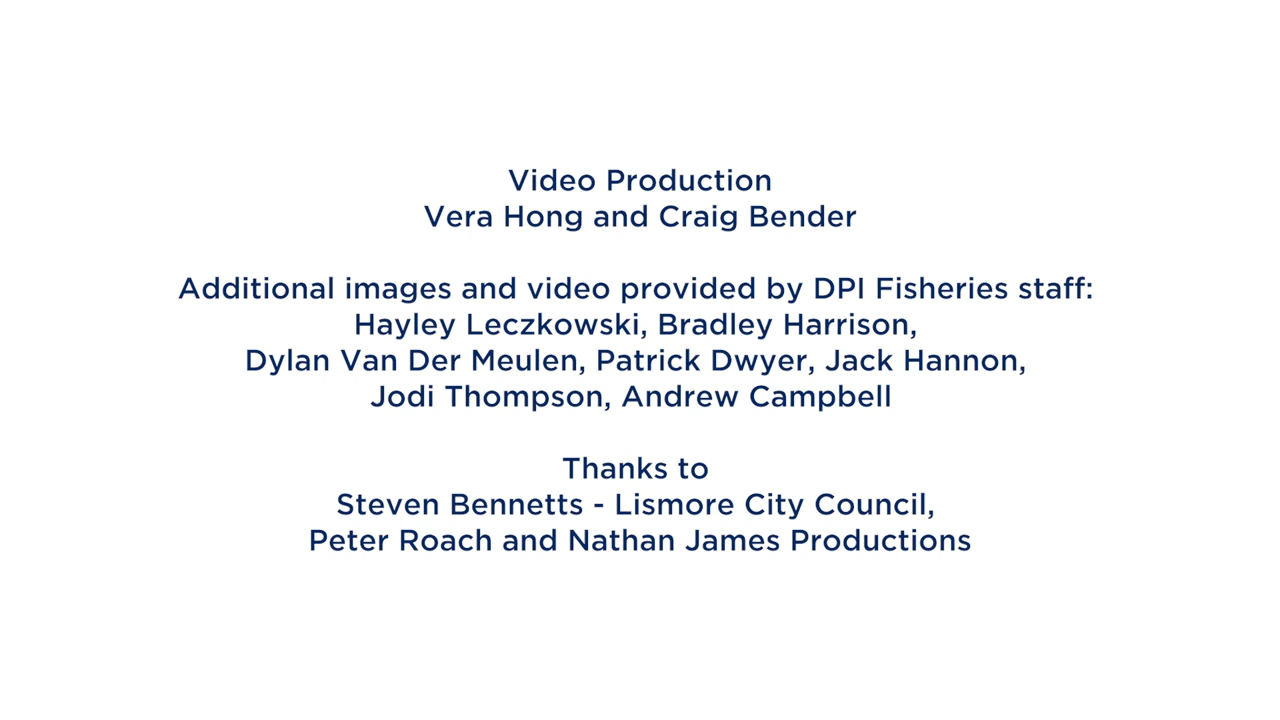 Video Production
Vera Hong and Craig Bender
Additional images and video provided by DPI Fisheries staff:
Hayley Leczkowski, Bradley Harrison,
Dylan Van Der Meulen, Patrick Dwyer, Jack Hannon,
Jodi Thompson, Andrew Campbell
Thanks to
Steven Bennetts - Lismore City Council,
Peter Roach and Nathan James Productions